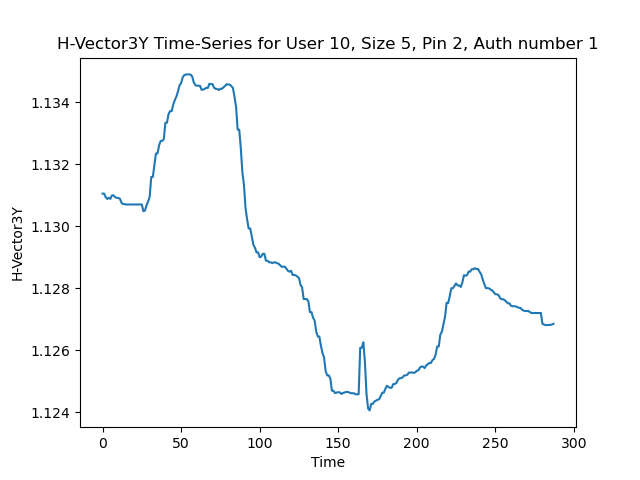 H-Vector3Y Time-Series for User 10, Size 5, Pin 2, Auth number 1
1.134
1.132
1.130
1.128
1.126
1.124
H-Vector3Y
0 50 100 150 200 250 300
Time